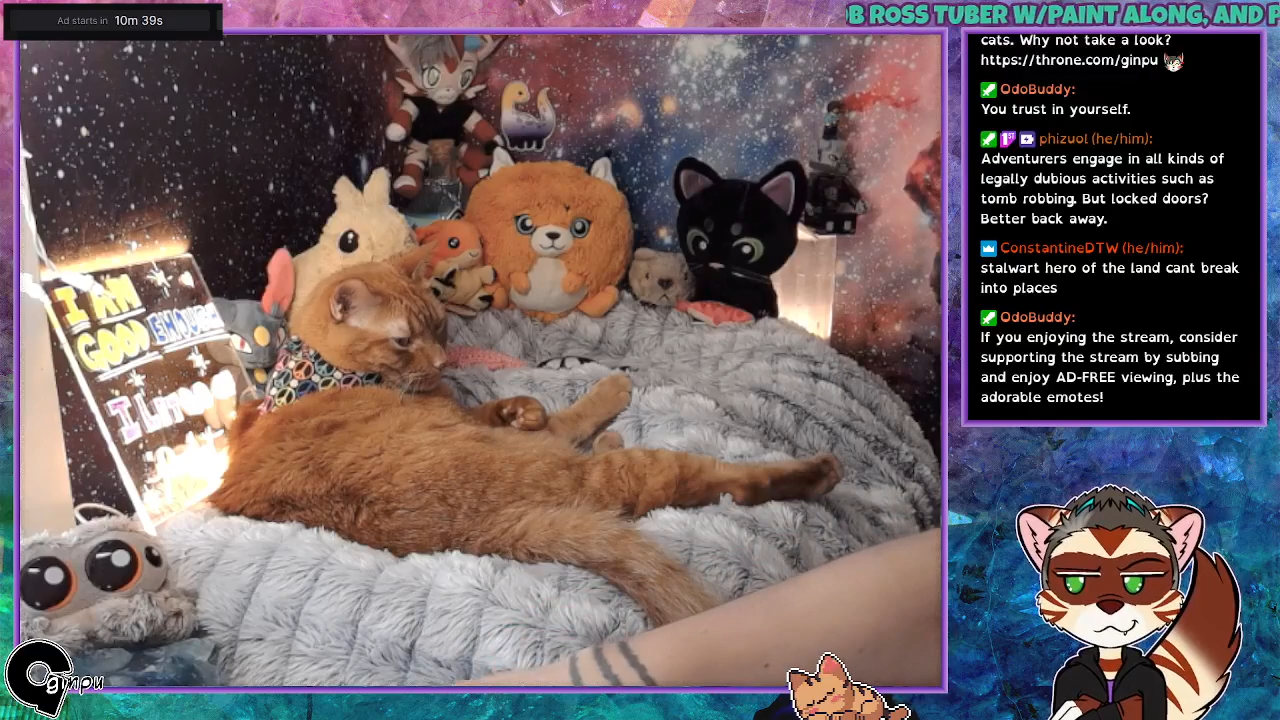 Ad starts in 10m 39s
OB ROSS TUBER W/PAINT ALONG, AND
cats. Why not take a look?
https://throne.com/ginpu
OdoBuddy:
You trust in yourself.
1ST phizuol (he/him):
Adventurers engage in all kinds of
legally dubious activities such as
tomb robbing. But locked doors?
Better back away.
ConstantineDTW (he/him):
stalwart hero of the land cant break
into places
OdoBuddy:
If you enjoying the stream, consider
supporting the stream by subbing
and enjoy AD-FREE viewing, plus the
adorable emotes!
I AM
GOOD ENOUGH
I
ginpu